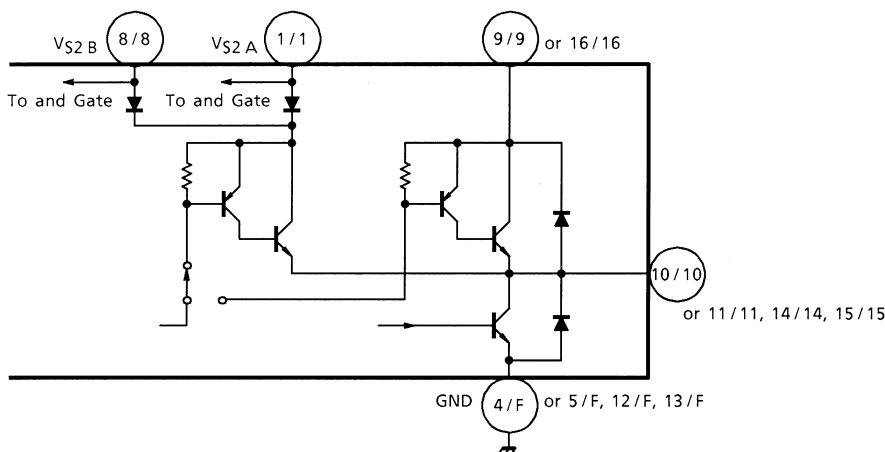 VS2 B 8/8 VS2 A 1/1 9/9 or 16/16
To and Gate To and Gate
10/10
or 11/11, 14/14, 15/15
GND 4/F or 5/F, 12/F, 13/F